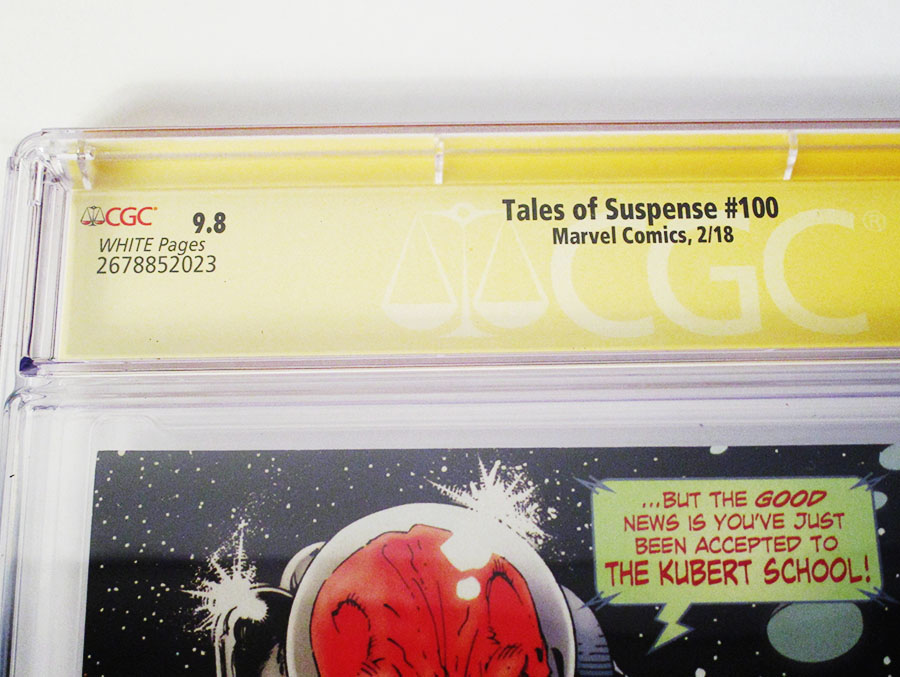 CGC 9.8
WHITE Pages
2678852023
Tales of Suspense #100
Marvel Comics, 2/18
CGC®
...BUT THE GOOD
NEWS IS YOU'VE JUST
BEEN ACCEPTED TO
THE KUBERT SCHOOL!